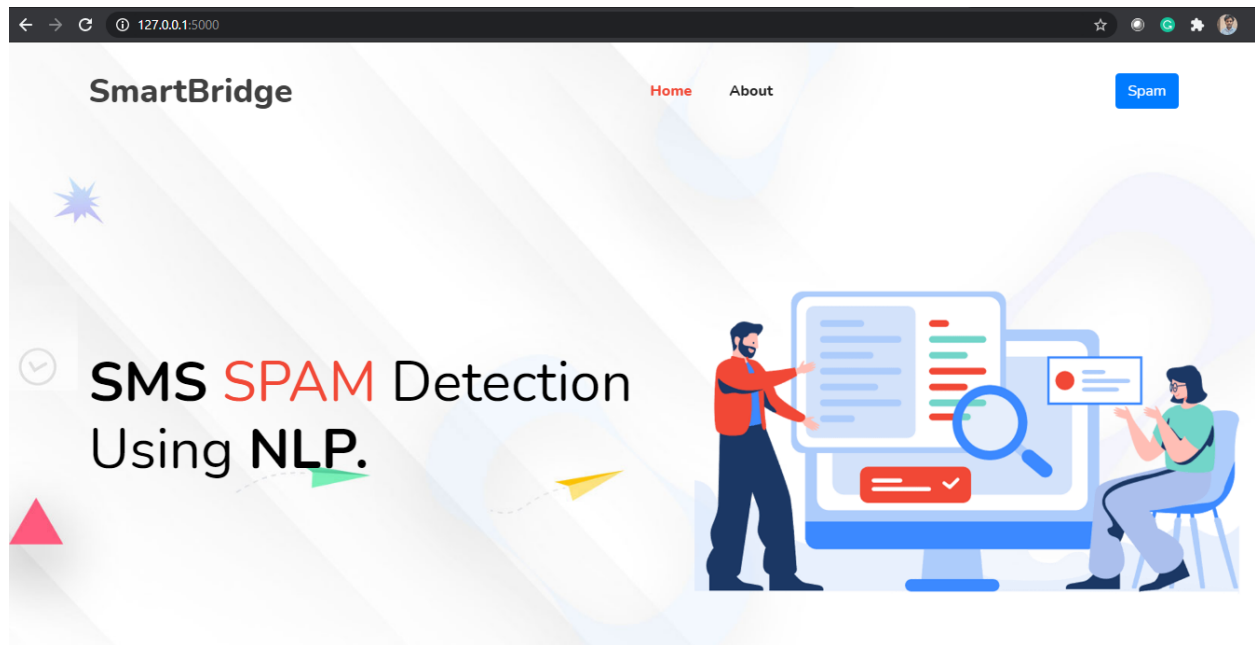 127.0.0.1:5000
SmartBridge
Home
About
Spam
SMS SPAM Detection
Using NLP.